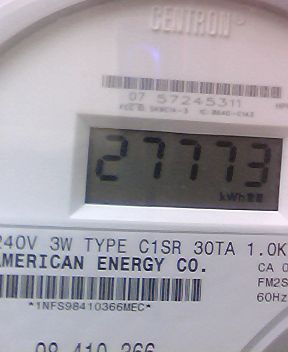 CENTRON
07 57245311
27773
kWh
240V 3W TYPE C1SR 30TA 1.0K
AMERICAN ENERGY CO.
CA 0
FM2S
*1NFS98410366MEC*
60Hz
98 410 366